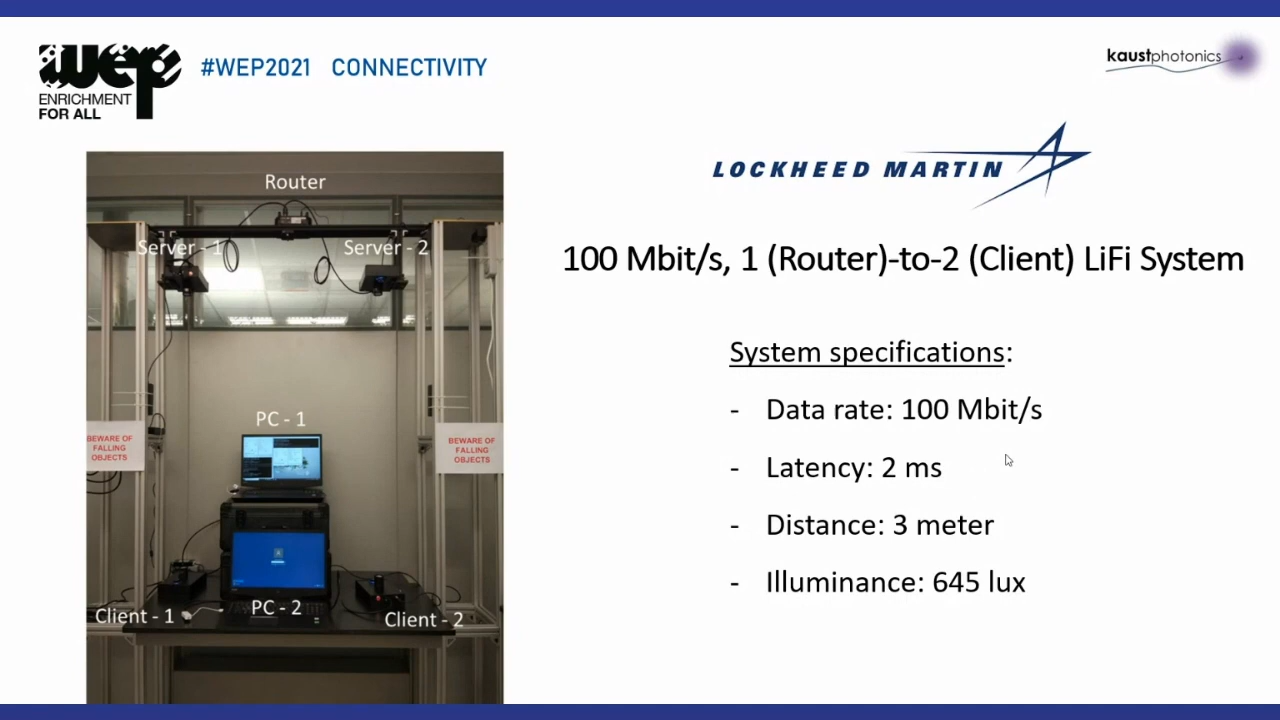 wep
ENRICHMENT
FOR ALL
#WEP2021 CONNECTIVITY
kaustphotonics
LOCKHEED MARTIN
100 Mbit/s, 1 (Router)-to-2 (Client) LiFi System
Router
Server - 1
Server - 2
PC - 1
BEWARE OF
FALLING
OBJECTS
BEWARE OF
FALLING
OBJECTS
PC - 2
Client - 1
Client - 2
System specifications:
- Data rate: 100 Mbit/s
- Latency: 2 ms
- Distance: 3 meter
- Illuminance: 645 lux